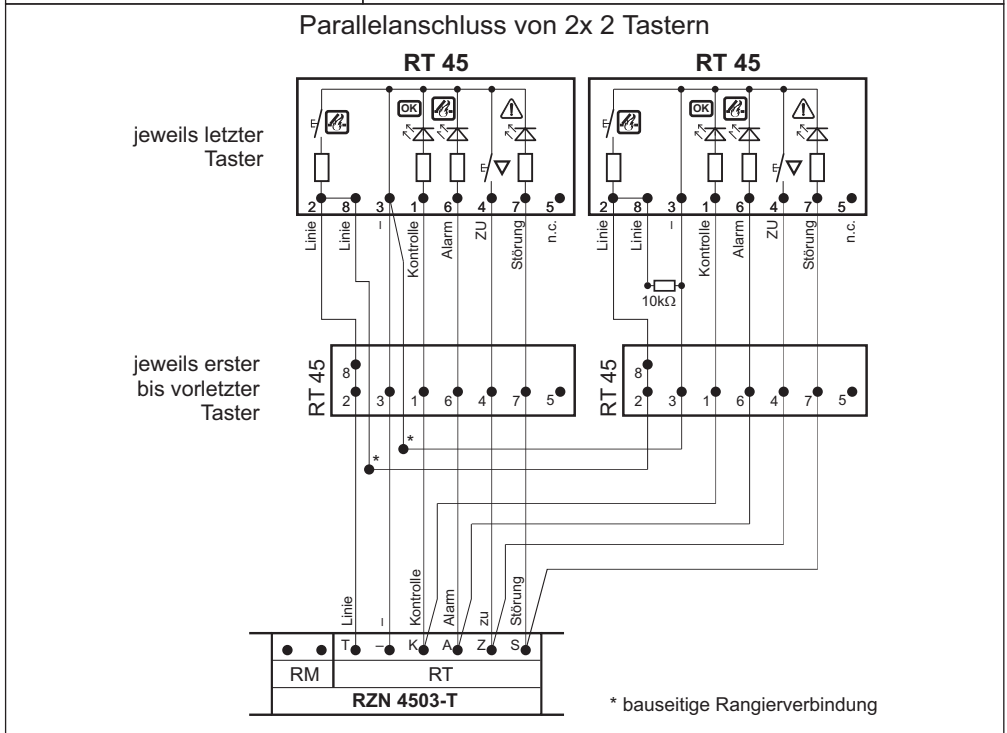 Parallelanschluss von 2x 2 Tastern
RT 45 RT 45
jeweils letzter
Taster
OK OK
E E E E
2 8 3 1 6 4 7 5 2 8 3 1 6 4 7 5
Linie Linie – Kontrolle Alarm ZU Störung n.c. Linie Linie – Kontrolle Alarm ZU Störung n.c.
10kΩ
jeweils erster
bis vorletzter
Taster
RT 45 8 RT 45 8
2 3 1 6 4 7 5 2 3 1 6 4 7 5
*
*
Linie – Kontrolle Alarm zu Störung
T – K A Z S
RM RT
RZN 4503-T
* bauseitige Rangierverbindung